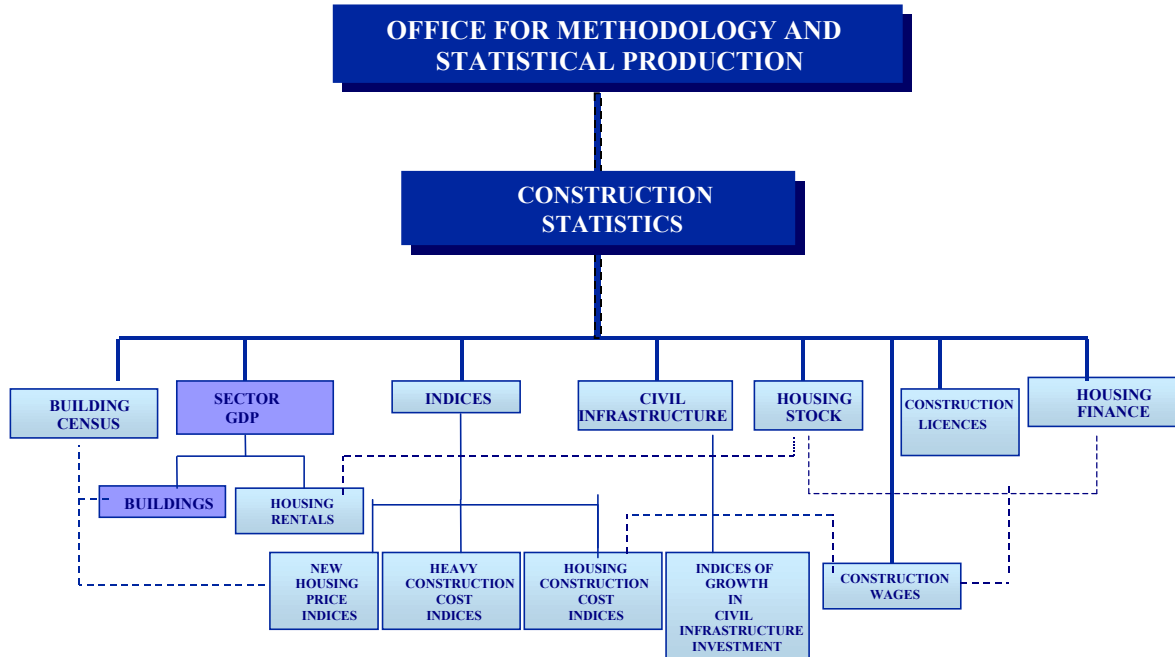 OFFICE FOR METHODOLOGY AND
STATISTICAL PRODUCTION
CONSTRUCTION
STATISTICS
BUILDING
CENSUS
SECTOR
GDP
INDICES
CIVIL
INFRASTRUCTURE
HOUSING
STOCK
CONSTRUCTION
LICENCES
HOUSING
FINANCE
BUILDINGS
HOUSING
RENTALS
NEW
HOUSING
PRICE
INDICES
HEAVY
CONSTRUCTION
COST
INDICES
HOUSING
CONSTRUCTION
COST
INDICES
INDICES OF
GROWTH
IN
CIVIL
INFRASTRUCTURE
INVESTMENT
CONSTRUCTION
WAGES